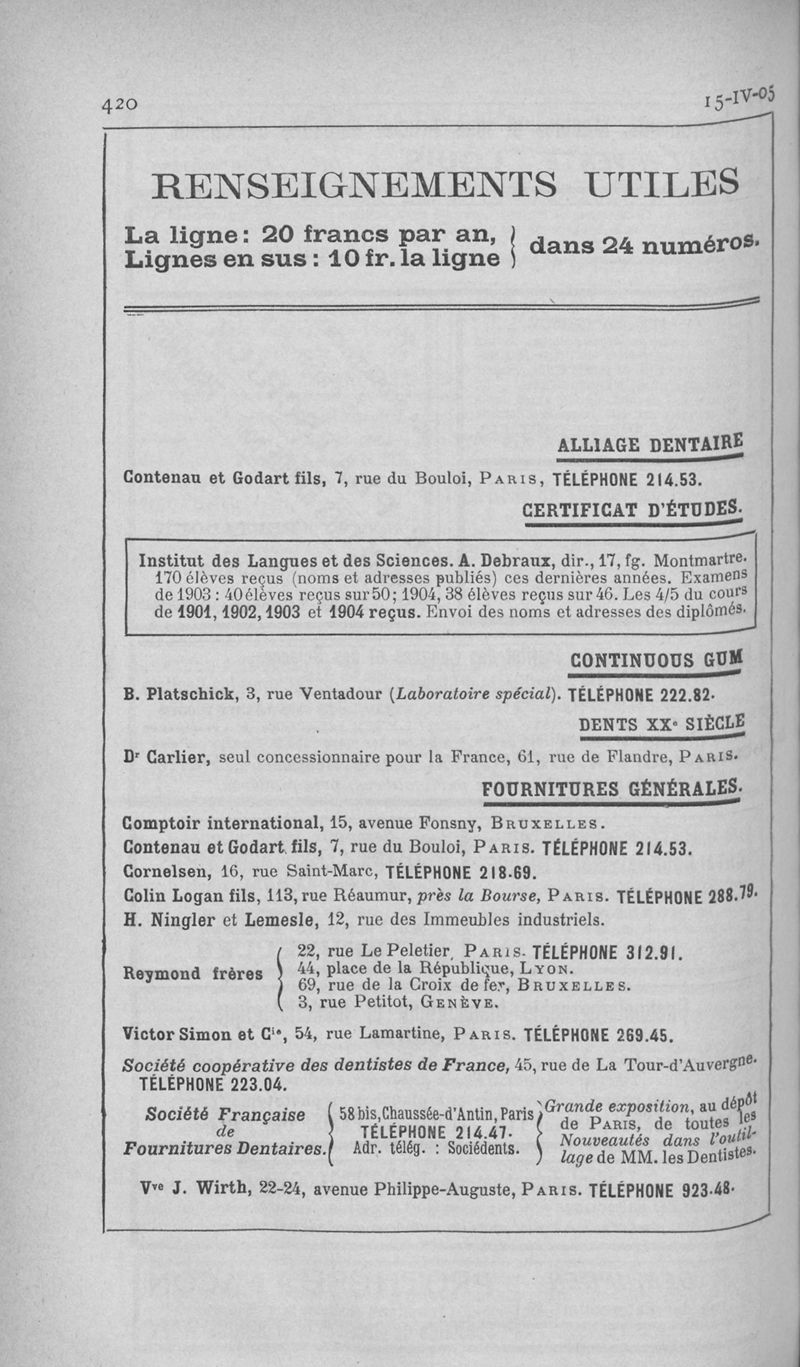 420
15-IV-05
RENSEIGNEMENTS UTILES
La ligne: 20 francs par an,
Lignes en sus : 10 fr. la ligne
dans 24 numéros.
ALLIAGE DENTAIRE
Contenau et Godart fils, 7, rue du Bouloi, PARIS, TÉLÉPHONE 214.53.
CERTIFICAT D'ÉTUDES.
Institut des Langues et des Sciences. A. Debraux, dir., 17, fg. Montmartre.
170 élèves reçus (noms et adresses publiés) ces dernières années. Examens
de 1903 : 40 élèves reçus sur 50; 1904, 38 élèves reçus sur 46. Les 4/5 du cours
de 1901, 1902, 1903 et 1904 reçus. Envoi des noms et adresses des diplômés.
CONTINUOUS GUM
B. Platschick, 3, rue Ventadour (Laboratoire spécial). TÉLÉPHONE 222.82.
DENTS XXe SIÈCLE
Dr Carlier, seul concessionnaire pour la France, 61, rue de Flandre, PARIS.
FOURNITURES GÉNÉRALES.
Comptoir international, 15, avenue Fonsny, BRUXELLES.
Contenau et Godart fils, 7, rue du Bouloi, PARIS. TÉLÉPHONE 214.53.
Cornelsen, 16, rue Saint-Marc, TÉLÉPHONE 218.69.
Colin Logan fils, 113, rue Réaumur, près la Bourse, PARIS. TÉLÉPHONE 288.79.
H. Ningler et Lemesle, 12, rue des Immeubles industriels.
Reymond frères
22, rue Le Peletier, PARIS. TÉLÉPHONE 312.91.
44, place de la République, LYON.
69, rue de la Croix de fer, BRUXELLES.
3, rue Petitot, GENÈVE.
Victor Simon et Cie, 54, rue Lamartine, PARIS. TÉLÉPHONE 269.45.
Société coopérative des dentistes de France, 45, rue de La Tour-d'Auvergne.
TÉLÉPHONE 223.04.
Société Française
de
Fournitures Dentaires.
58 bis, Chaussée-d'Antin, Paris
TÉLÉPHONE 214.47.
Adr. télég. : Sociédents.
Grande exposition, au dépôt
de PARIS, de toutes les
Nouveautés dans l'outil-
lage de MM. les Dentistes.
Vve J. Wirth, 22-24, avenue Philippe-Auguste, PARIS. TÉLÉPHONE 923.48.